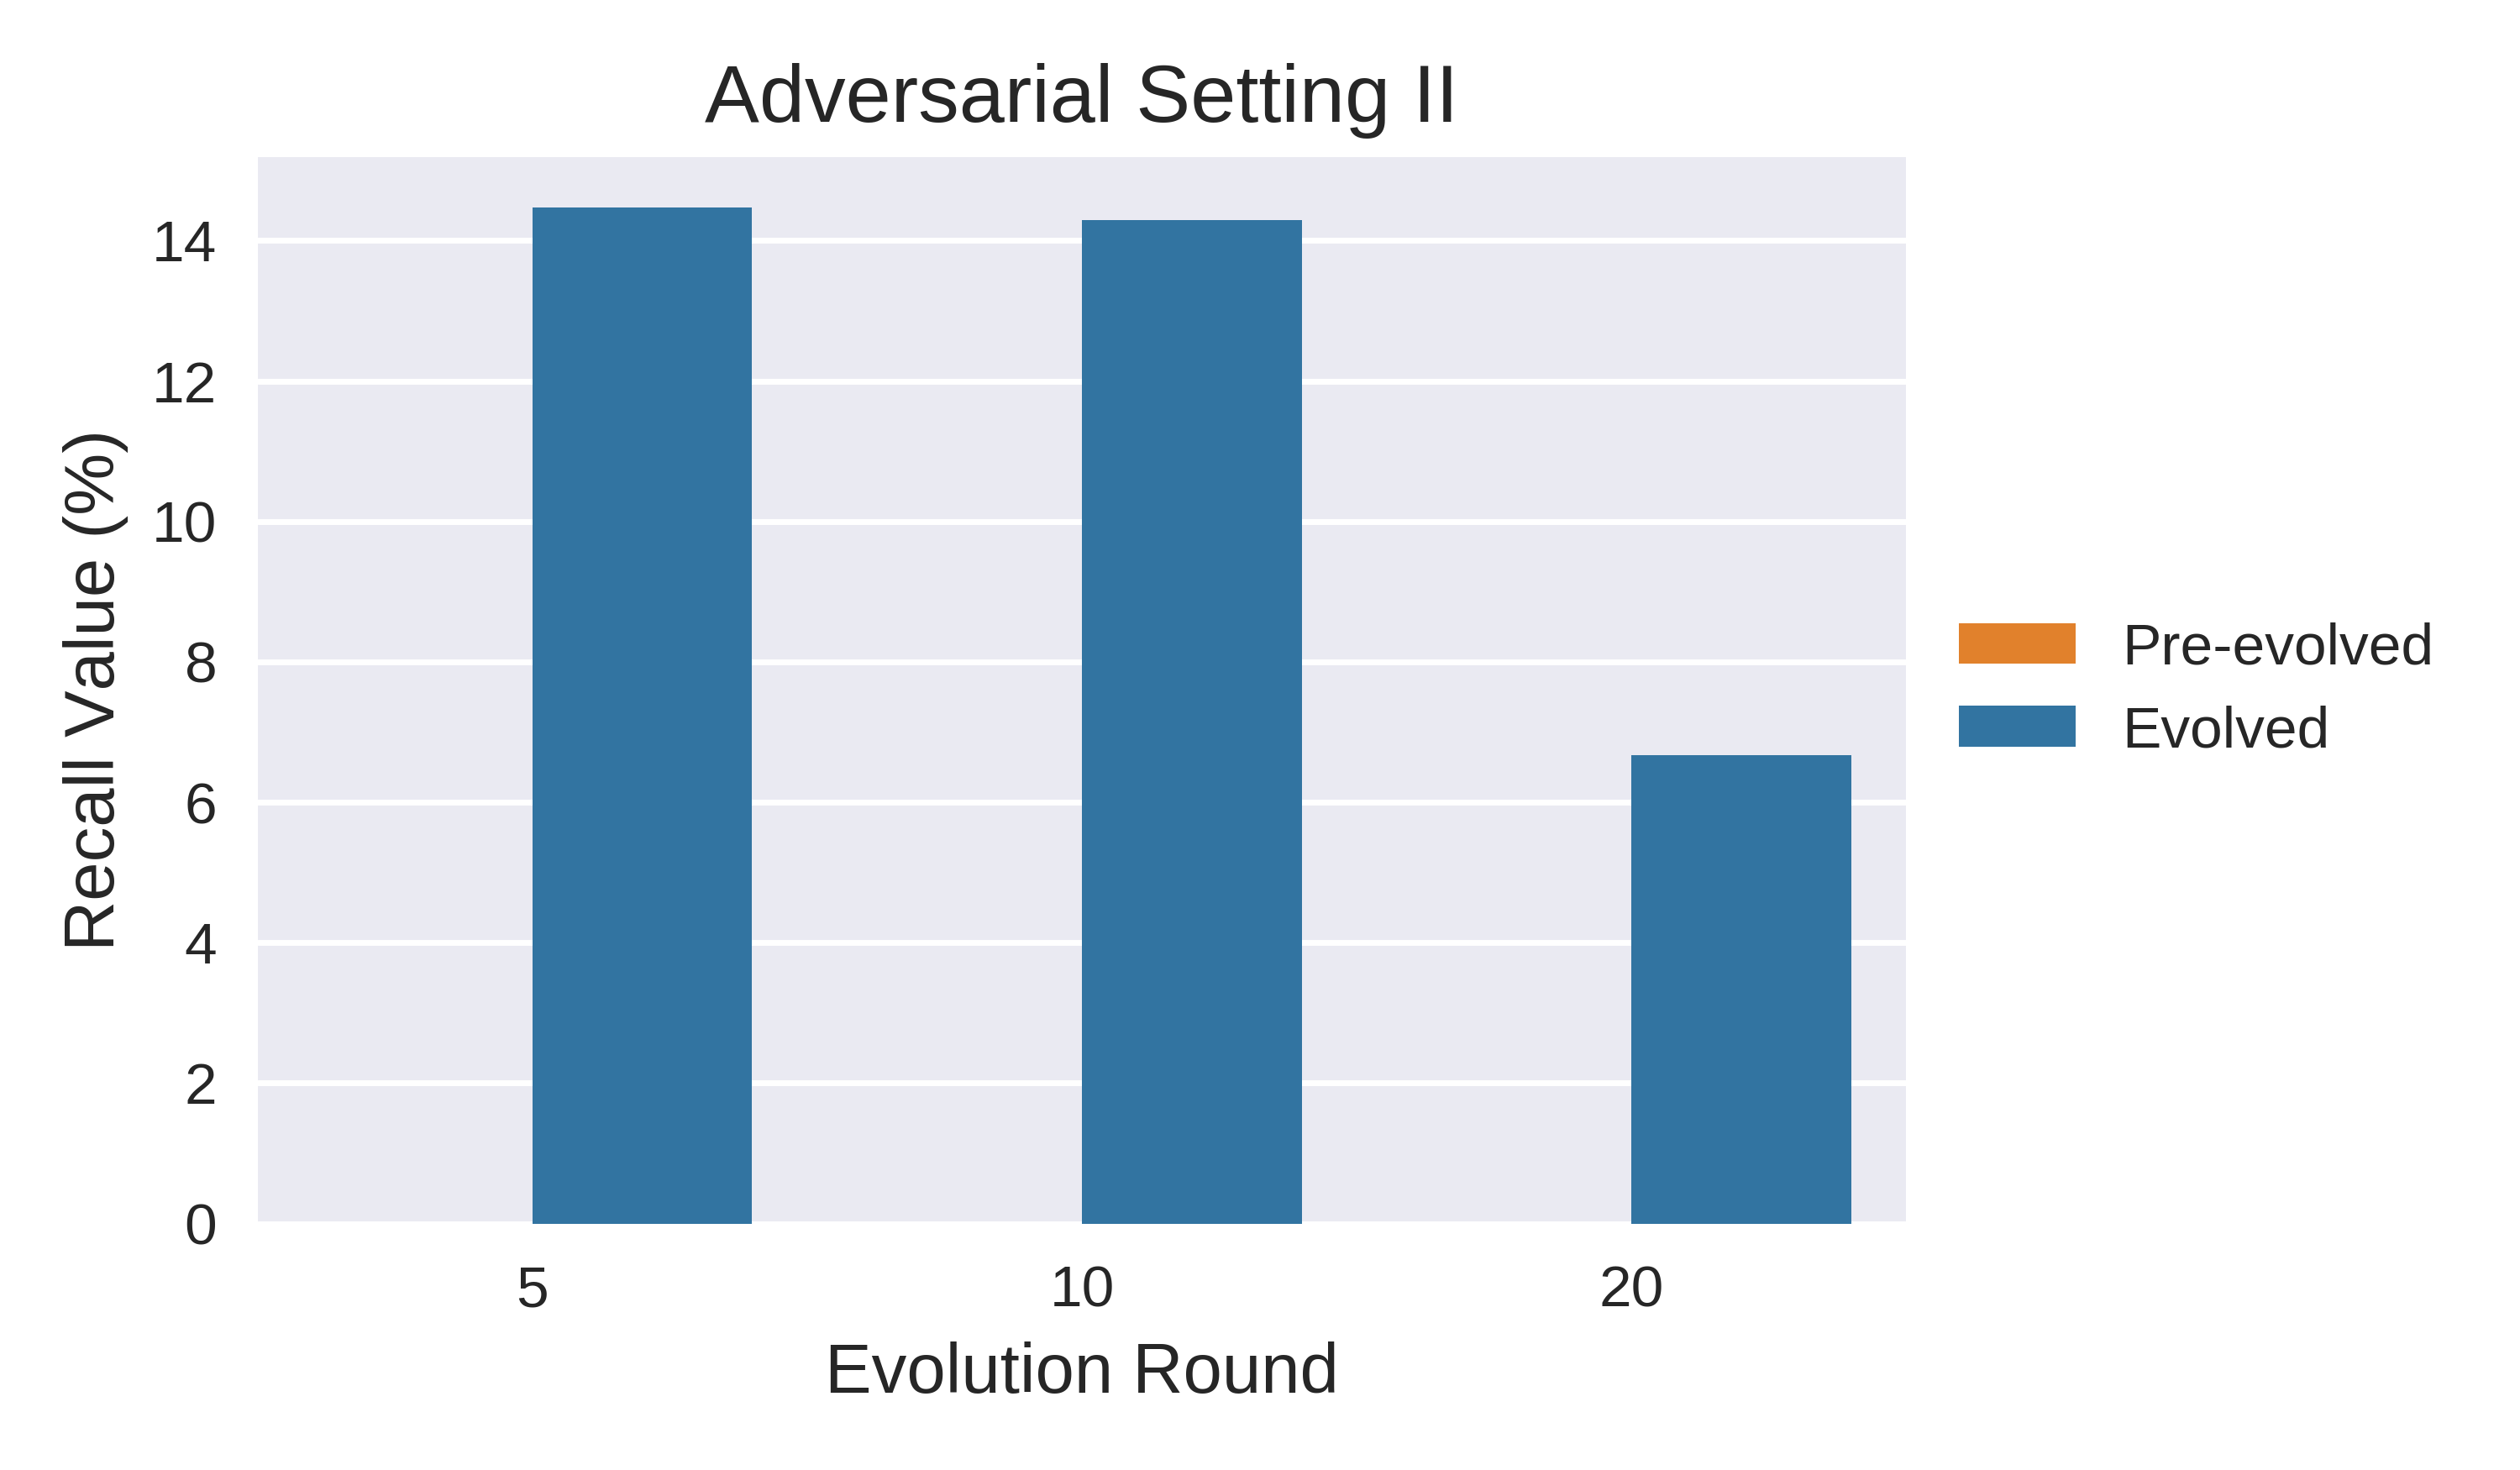 Adversarial Setting II
Recall Value (%)
14
12
10
8
6
4
2
0
5 10 20
Evolution Round
Pre-evolved
Evolved